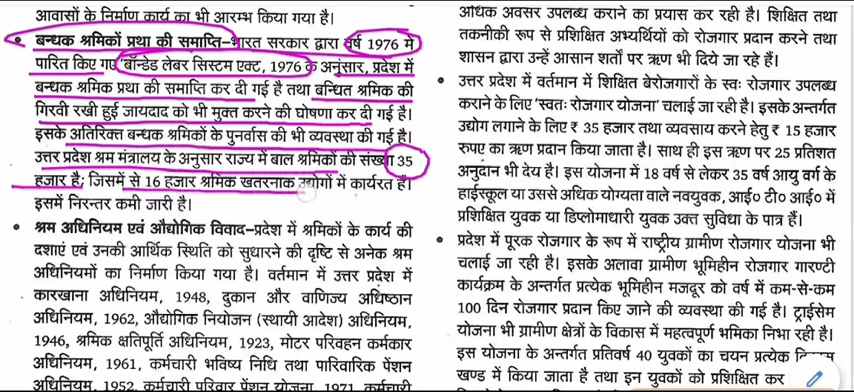 आवासों के निर्माण कार्य का भी आरम्भ किया गया है।
• बन्धक श्रमिकों प्रथा की समाप्ति–भारत सरकार द्वारा वर्ष 1976 में
पारित किए गए 'बॉन्डेड लेबर सिस्टम एक्ट, 1976 के अनुसार, प्रदेश में
बन्धक श्रमिक प्रथा की समाप्ति कर दी गई है तथा बन्धित श्रमिक की
गिरवी रखी हुई जायदाद को भी मुक्त करने की घोषणा कर दी गई है।
इसके अतिरिक्त बन्धक श्रमिकों के पुनर्वास की भी व्यवस्था की गई है।
उत्तर प्रदेश श्रम मंत्रालय के अनुसार राज्य में बाल श्रमिकों की संख्या 35
हजार है; जिसमें से 16 हजार श्रमिक खतरनाक उद्योगों में कार्यरत हैं।
इसमें निरन्तर कमी जारी है।
• श्रम अधिनियम एवं औद्योगिक विवाद–प्रदेश में श्रमिकों के कार्य की
दशाएं एवं उनकी आर्थिक स्थिति को सुधारने की दृष्टि से अनेक श्रम
अधिनियमों का निर्माण किया गया है। वर्तमान में उत्तर प्रदेश में
कारखाना अधिनियम, 1948, दुकान और वाणिज्य अधिष्ठान
अधिनियम, 1962, औद्योगिक नियोजन (स्थायी आदेश) अधिनियम,
1946, श्रमिक क्षतिपूर्ति अधिनियम, 1923, मोटर परिवहन कर्मकार
अधिनियम, 1961, कर्मचारी भविष्य निधि तथा पारिवारिक पेंशन
अधिनियम, 1952, कर्मचारी परिवार पेंशन योजना, 1971, कर्मचारी
अधिक अवसर उपलब्ध कराने का प्रयास कर रही है। शिक्षित तथा
तकनीकी रूप से प्रशिक्षित अभ्यर्थियों को रोजगार प्रदान करने तथा
शासन द्वारा उन्हें आसान शर्तों पर ऋण भी दिये जा रहे हैं।
• उत्तर प्रदेश में वर्तमान में शिक्षित बेरोजगारों के स्वः रोजगार उपलब्ध
कराने के लिए 'स्वतः रोजगार योजना' चलाई जा रही है। इसके अन्तर्गत
उद्योग लगाने के लिए ₹ 35 हजार तथा व्यवसाय करने हेतु ₹ 15 हजार
रुपए का ऋण प्रदान किया जाता है। साथ ही इस ऋण पर 25 प्रतिशत
अनुदान भी देय है। इस योजना में 18 वर्ष से लेकर 35 वर्ष आयु वर्ग के
हाईस्कूल या उससे अधिक योग्यता वाले नवयुवक, आई० टी० आई० में
प्रशिक्षित युवक या डिप्लोमाधारी युवक उक्त सुविधा के पात्र हैं।
• प्रदेश में पूरक रोजगार के रूप में राष्ट्रीय ग्रामीण रोजगार योजना भी
चलाई जा रही है। इसके अलावा ग्रामीण भूमिहीन रोजगार गारण्टी
कार्यक्रम के अन्तर्गत प्रत्येक भूमिहीन मजदूर को वर्ष में कम-से-कम
100 दिन रोजगार प्रदान किए जाने की व्यवस्था की गई है। ट्राईसेम
योजना भी ग्रामीण क्षेत्रों के विकास में महत्वपूर्ण भूमिका निभा रही है।
इस योजना के अन्तर्गत प्रतिवर्ष 40 युवकों का चयन प्रत्येक
खण्ड में किया जाता है तथा इन युवकों को प्रशिक्षित कर